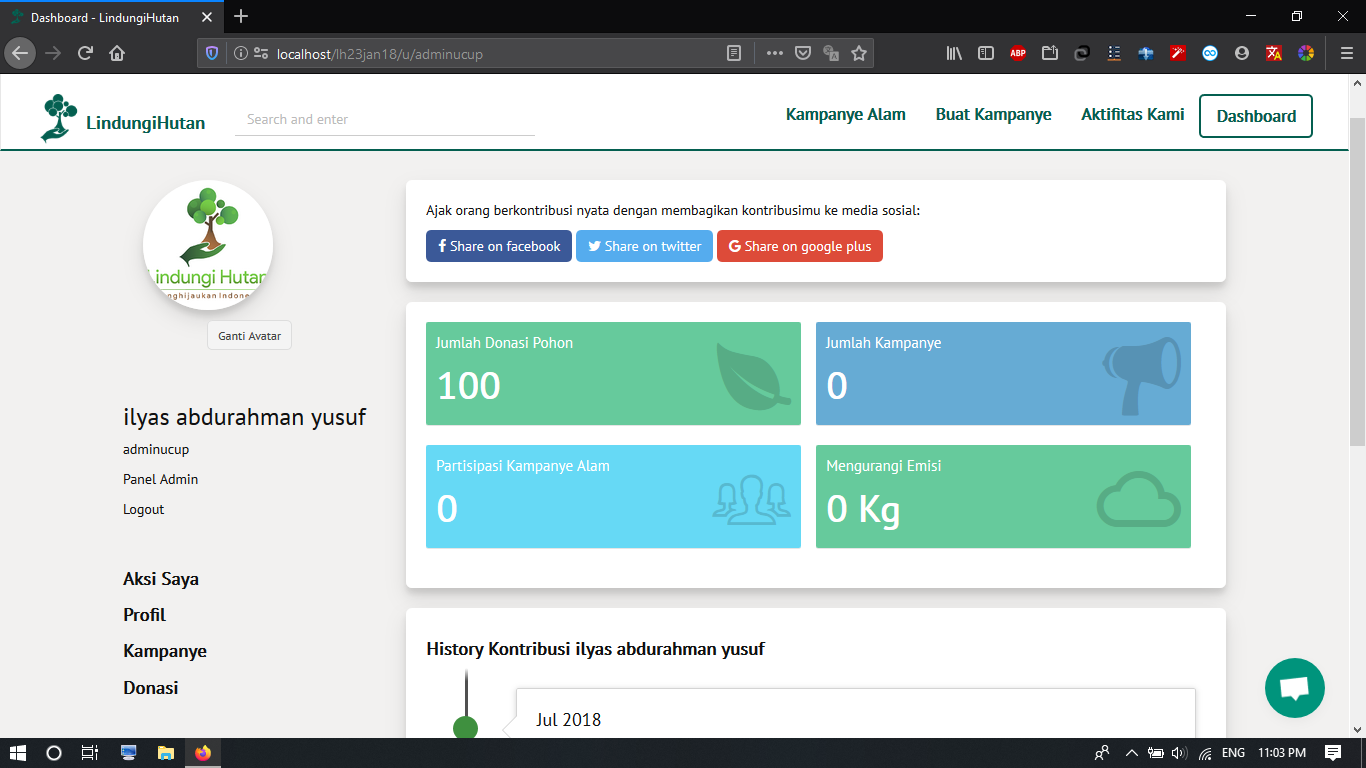 Dashboard - LindungiHutan
localhost/lh23jan18/u/adminucup
ABP
LindungiHutan
Search and enter
Kampanye Alam
Buat Kampanye
Aktifitas Kami
Dashboard
Lindungi Hutan
nghijaukan Indone
Ganti Avatar
ilyas abdurahman yusuf
adminucup
Panel Admin
Logout
Aksi Saya
Profil
Kampanye
Donasi
Ajak orang berkontribusi nyata dengan membagikan kontribusimu ke media sosial:
Share on facebook
Share on twitter
Share on google plus
Jumlah Donasi Pohon
100
Jumlah Kampanye
0
Partisipasi Kampanye Alam
0
Mengurangi Emisi
0 Kg
History Kontribusi ilyas abdurahman yusuf
Jul 2018
ENG
11:03 PM